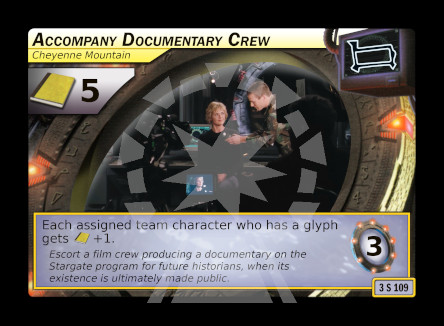 ACCOMPANY DOCUMENTARY CREW
Cheyenne Mountain
5
Each assigned team character who has a glyph
gets +1.
3
Escort a film crew producing a documentary on the
Stargate program for future historians, when its
existence is ultimately made public.
3 S 109